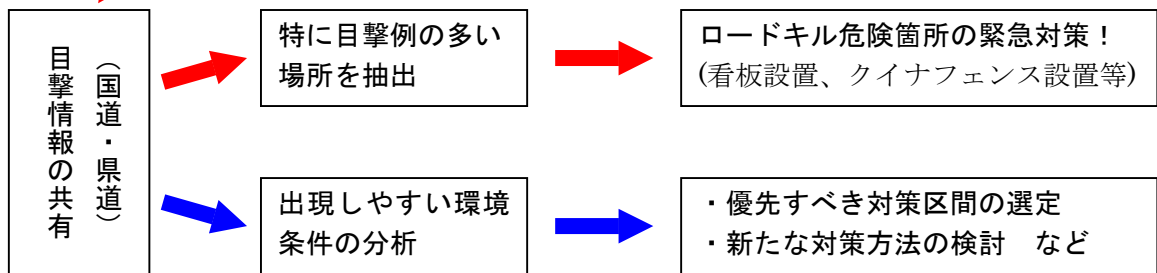 目撃情報の共有
（国道・県道）
特に目撃例の多い
場所を抽出
ロードキル危険箇所の緊急対策！
(看板設置、クイナフェンス設置等)
出現しやすい環境
条件の分析
・優先すべき対策区間の選定
・新たな対策方法の検討　など